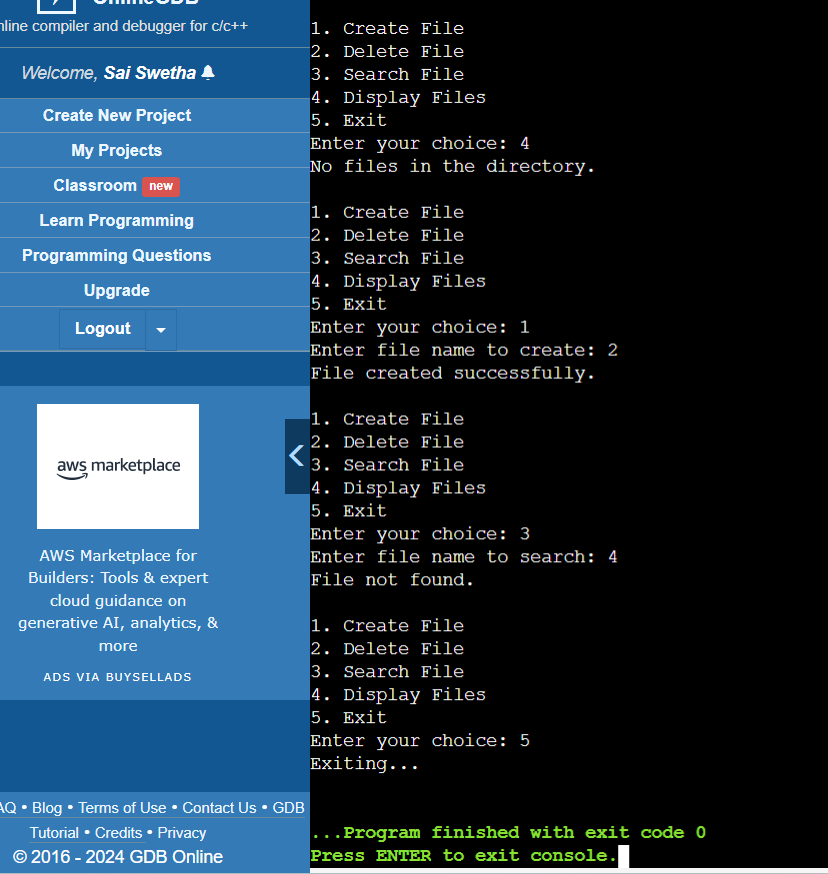 OnlineGDB
nline compiler and debugger for c/c++
Welcome, Sai Swetha
Create New Project
My Projects
Classroom new
Learn Programming
Programming Questions
Upgrade
Logout
aws marketplace
AWS Marketplace for
Builders: Tools & expert
cloud guidance on
generative AI, analytics, &
more
ADS VIA BUYSELLADS
AQ • Blog • Terms of Use • Contact Us • GDB
Tutorial • Credits • Privacy
© 2016 - 2024 GDB Online
1. Create File
2. Delete File
3. Search File
4. Display Files
5. Exit
Enter your choice: 4
No files in the directory.
1. Create File
2. Delete File
3. Search File
4. Display Files
5. Exit
Enter your choice: 1
Enter file name to create: 2
File created successfully.
1. Create File
2. Delete File
3. Search File
4. Display Files
5. Exit
Enter your choice: 3
Enter file name to search: 4
File not found.
1. Create File
2. Delete File
3. Search File
4. Display Files
5. Exit
Enter your choice: 5
Exiting...
...Program finished with exit code 0
Press ENTER to exit console.